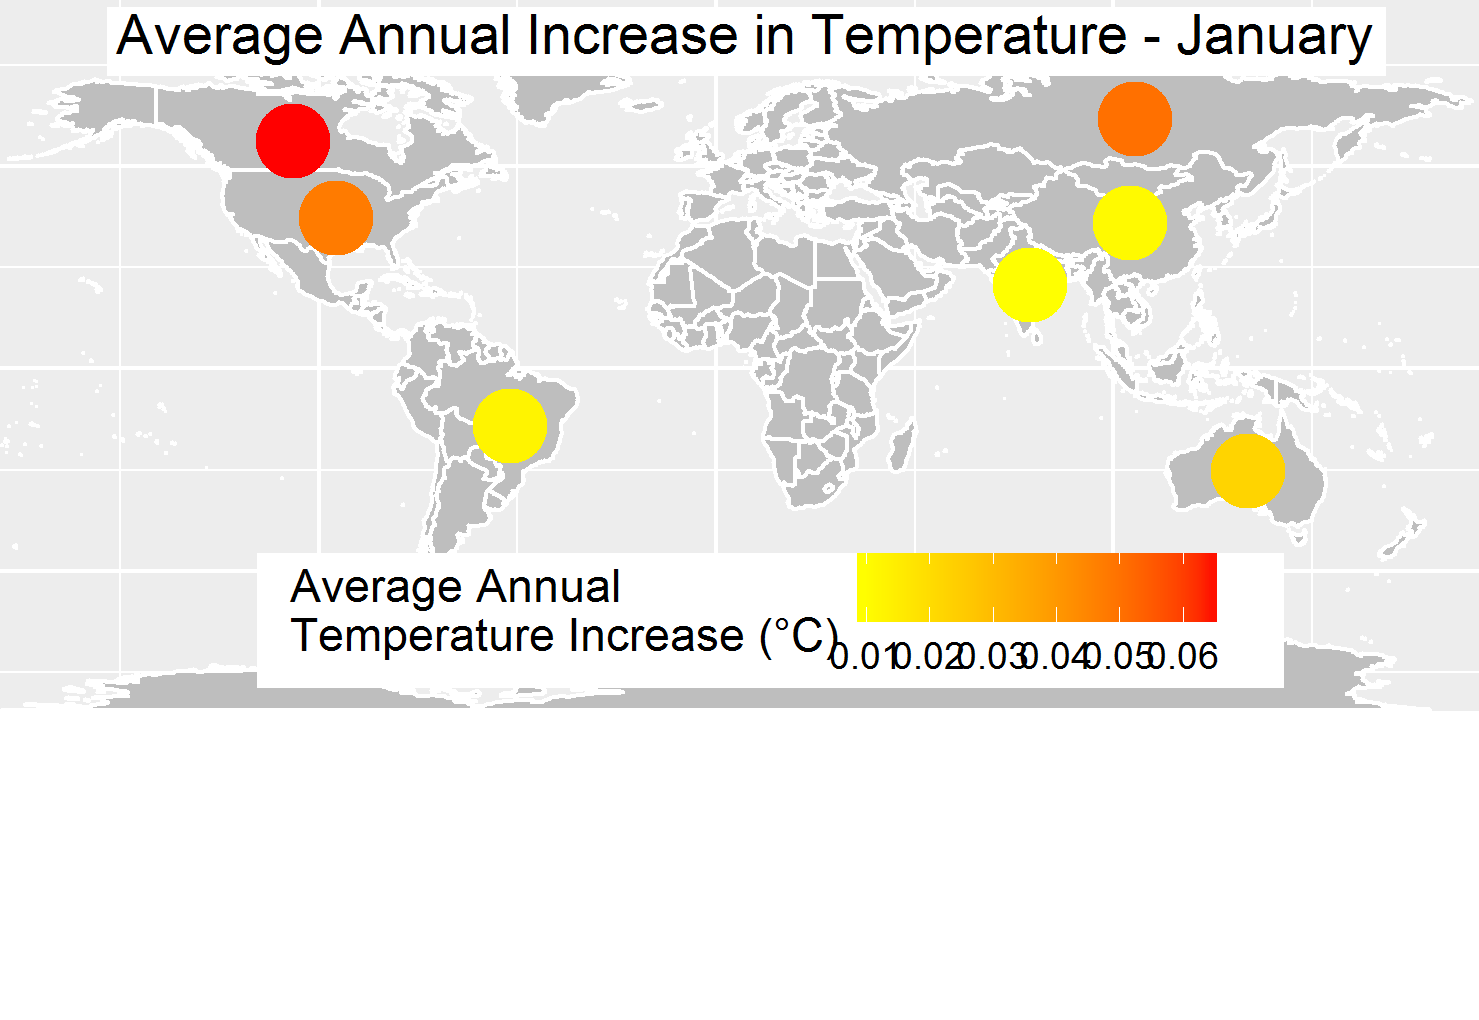 Average Annual Increase in Temperature - January
Average Annual
Temperature Increase (°C)
0.01 0.02 0.03 0.04 0.05 0.06